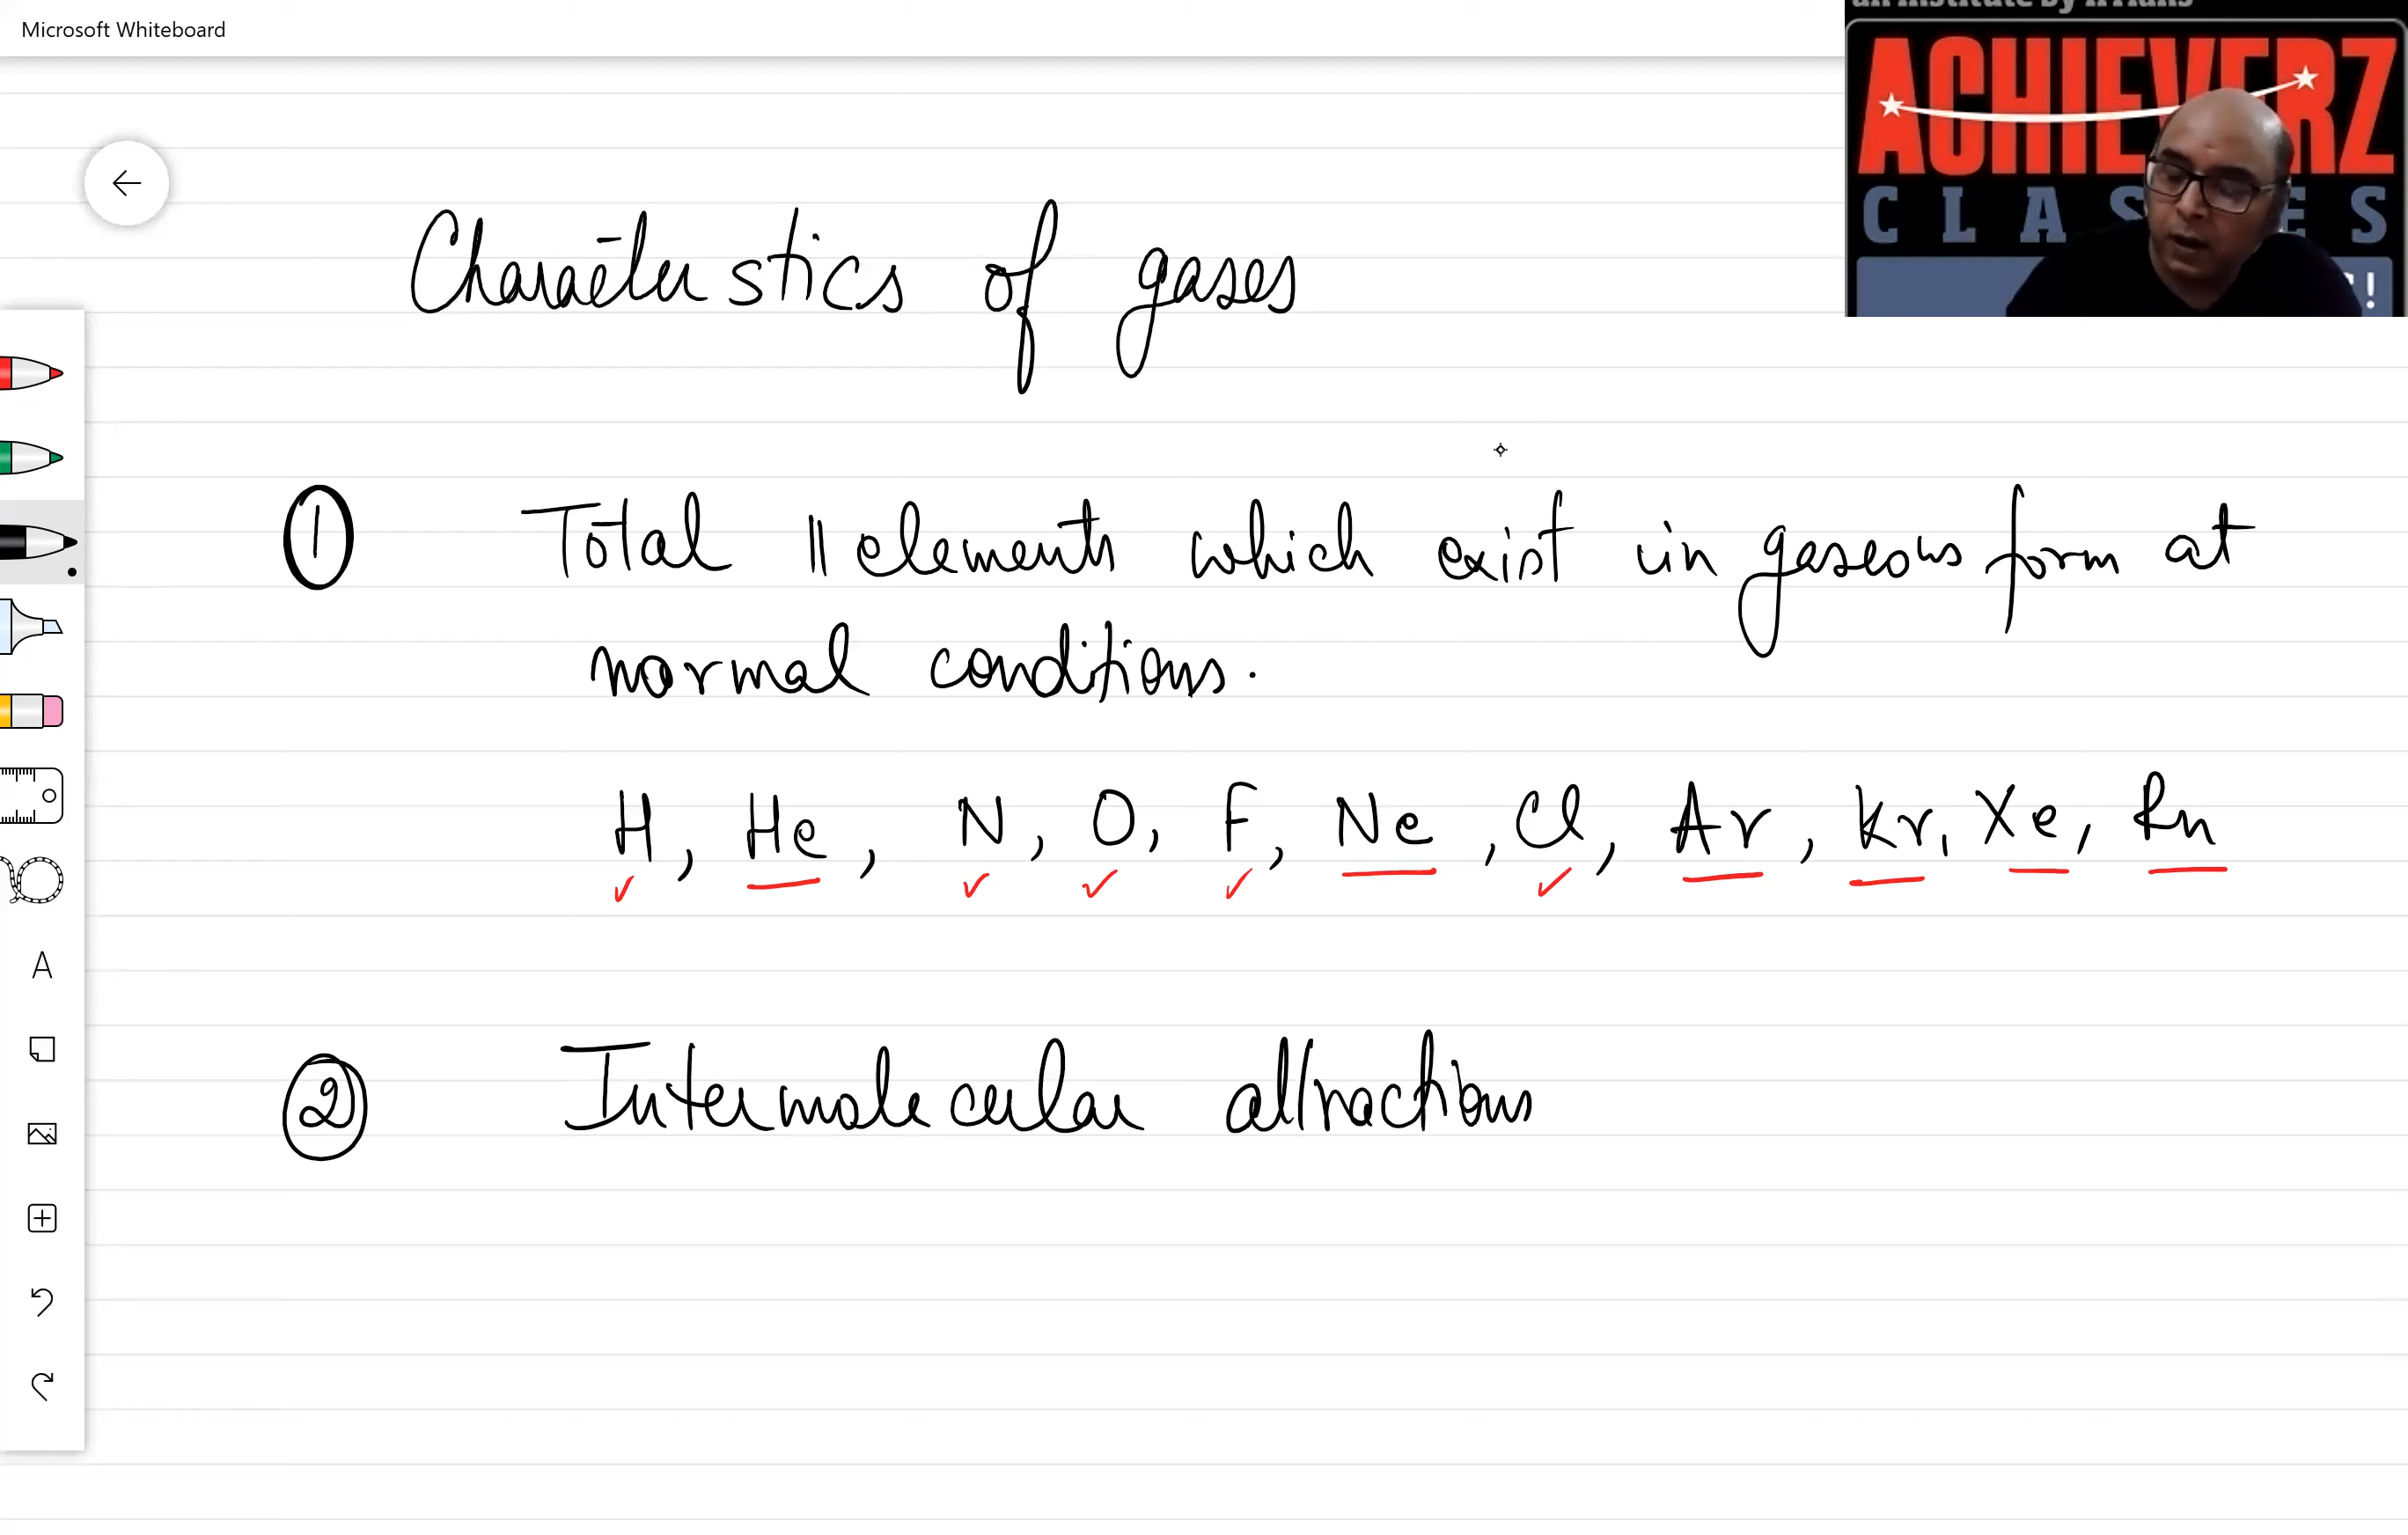 Microsoft Whiteboard
ACHIEVERZ
Characteristics of gases
① Total 11 elements which exist in gaseous form at
normal conditions.
H, He, N, O, F, Ne, Cl, Ar, Kr, Xe, Rn
A
② Intermolecular attractions